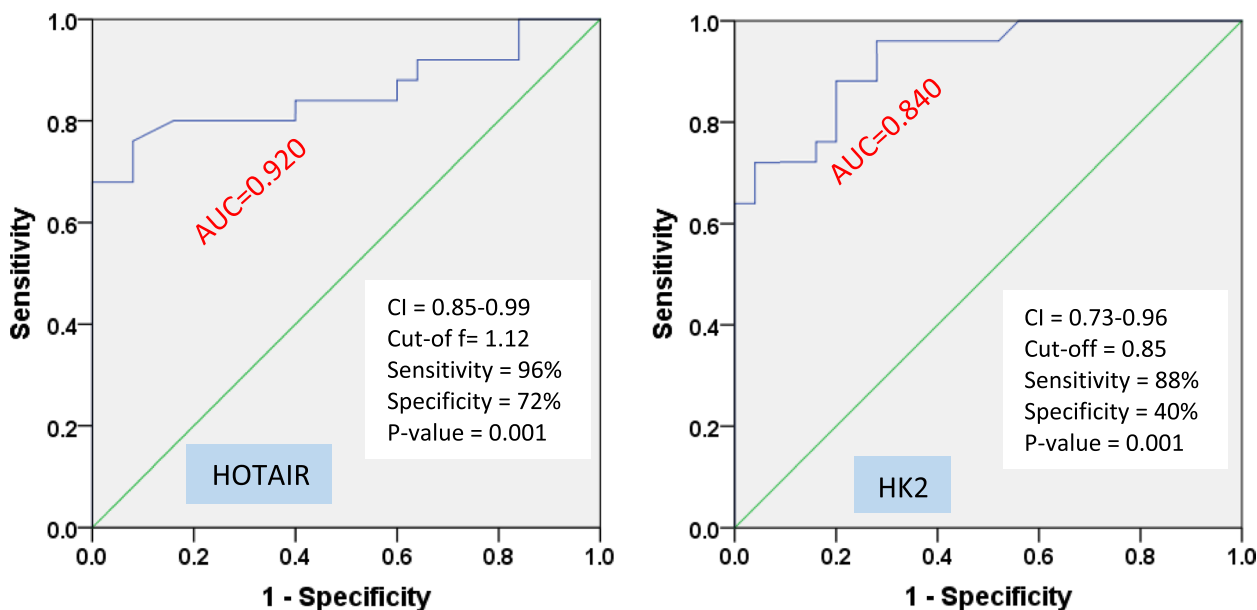 1.0
0.8
0.6
0.4
0.2
0.0
Sensitivity
AUC=0.920
CI = 0.85-0.99
Cut-of f= 1.12
Sensitivity = 96%
Specificity = 72%
P-value = 0.001
HOTAIR
0.0 0.2 0.4 0.6 0.8 1.0
1 - Specificity
1.0
0.8
0.6
0.4
0.2
0.0
Sensitivity
AUC=0.840
CI = 0.73-0.96
Cut-off = 0.85
Sensitivity = 88%
Specificity = 40%
P-value = 0.001
HK2
0.0 0.2 0.4 0.6 0.8 1.0
1 - Specificity